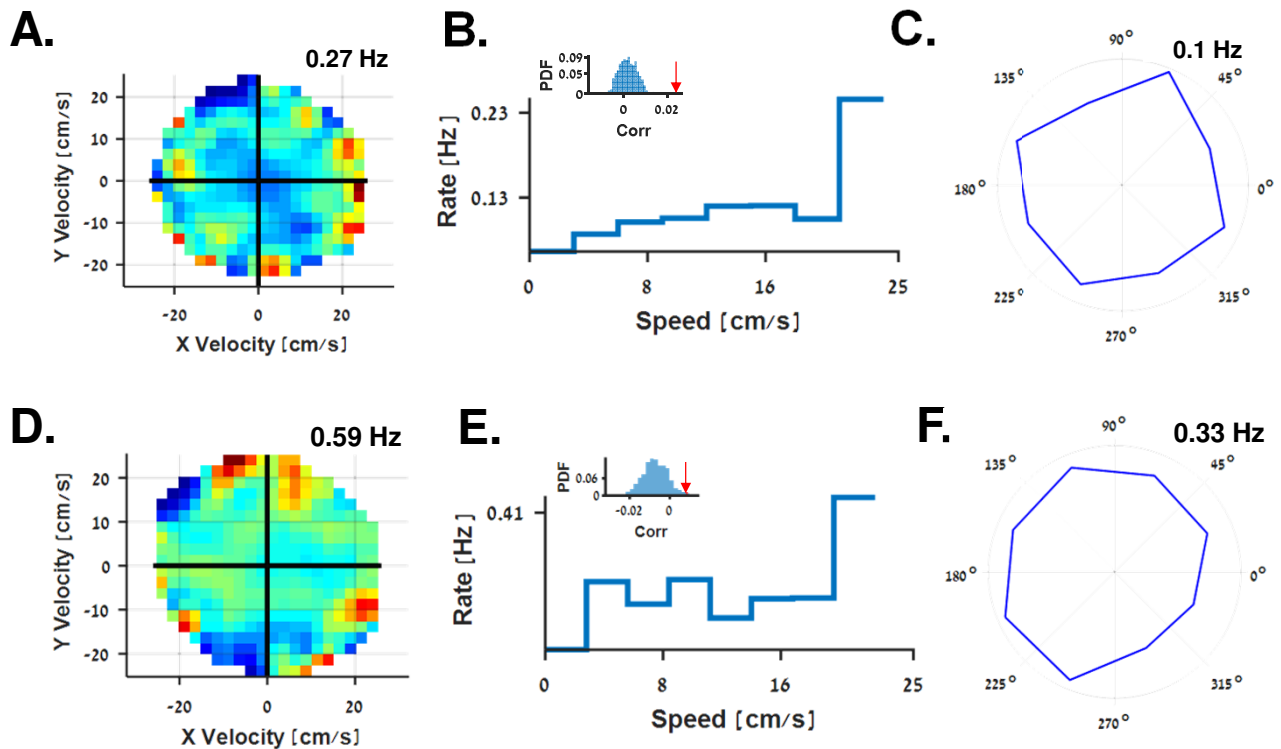 A.
0.27 Hz
Y Velocity [cm/s]
20
10
0
-10
-20
-20 0 20
X Velocity [cm/s]
B.
PDF
0.09
0.05
0
0 0.02
Corr
Rate [Hz]
0.23
0.13
0 8 16 25
Speed [cm/s]
C.
0.1 Hz
90°
135° 45°
180° 0°
225° 315°
270°
D.
0.59 Hz
Y Velocity [cm/s]
20
10
0
-10
-20
-20 0 20
X Velocity [cm/s]
E.
PDF
0.06
0
-0.02 0
Corr
Rate [Hz]
0.41
0 8 16 25
Speed [cm/s]
F.
0.33 Hz
90°
135° 45°
180° 0°
225° 315°
270°